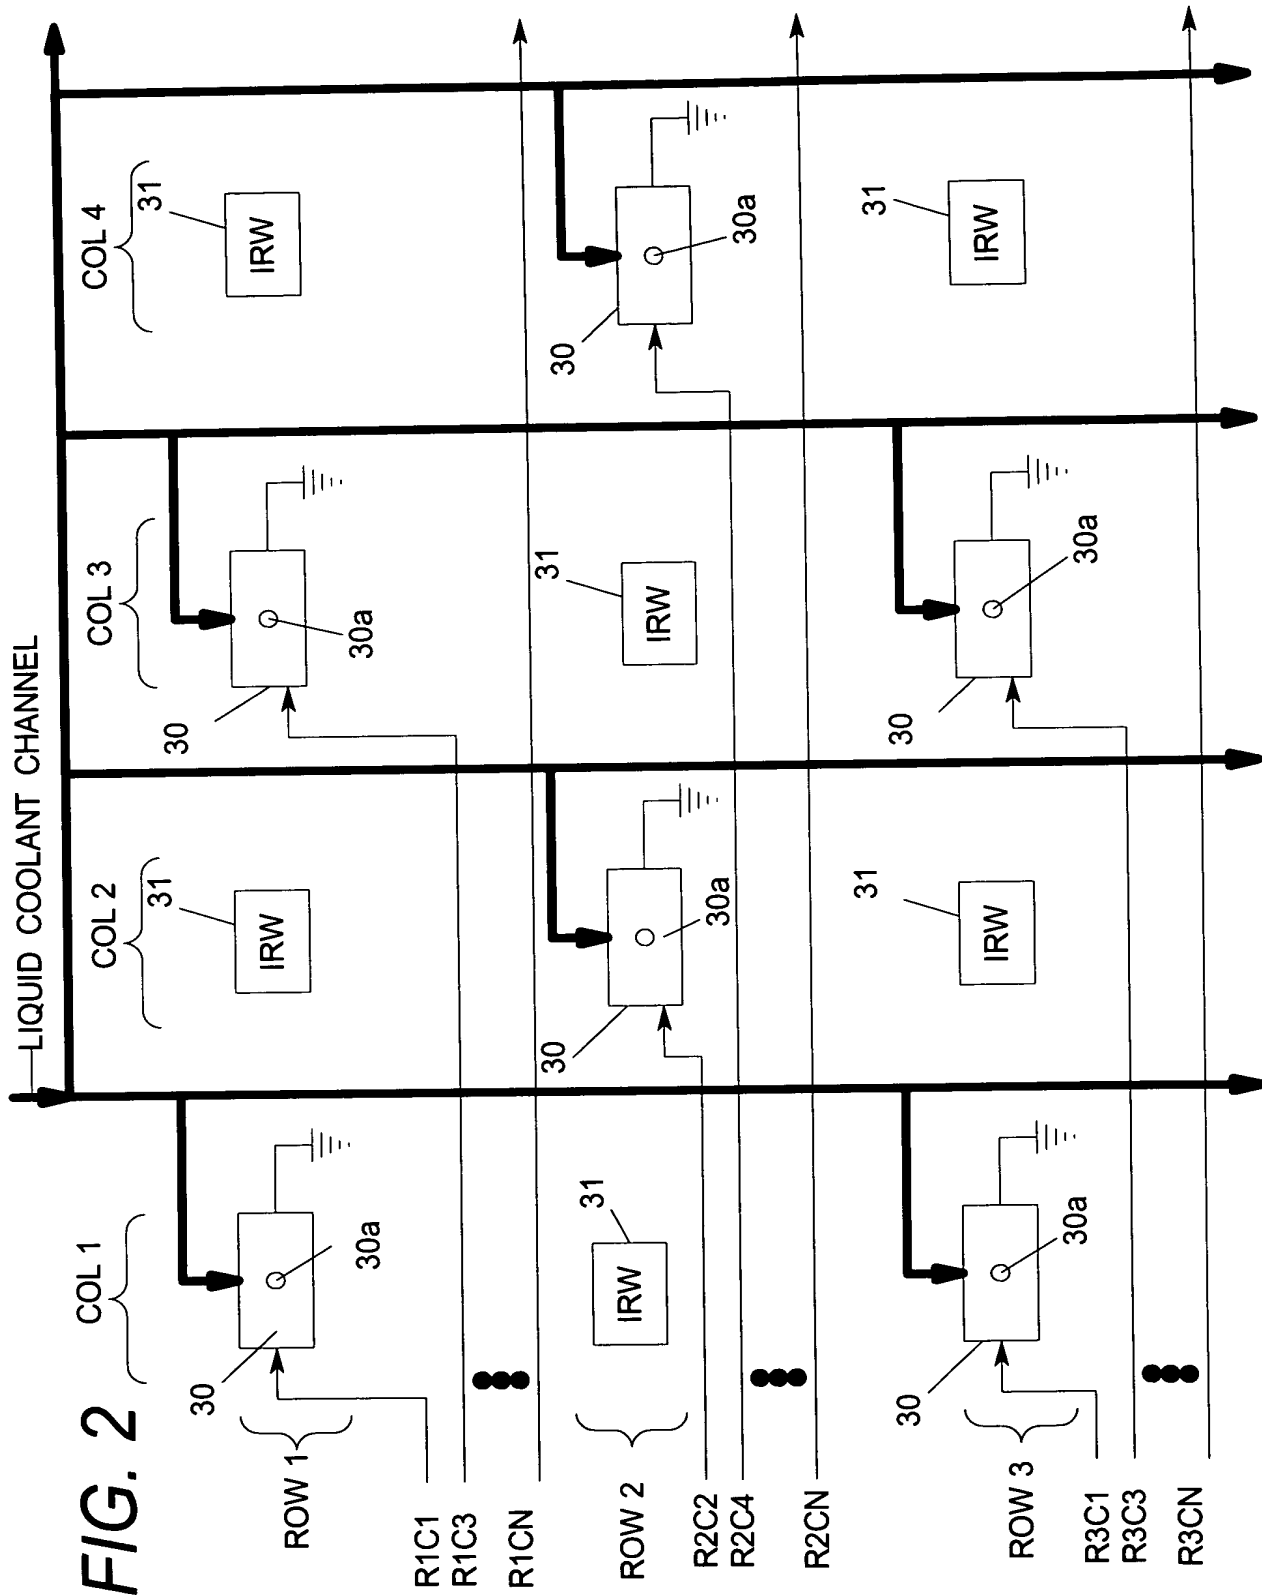 FIG. 2
LIQUID COOLANT CHANNEL
COL 1
COL 2
COL 3
COL 4
ROW 1
30
30a
31
IRW
30
30a
31
IRW
R1C1
R1C3
R1CN
ROW 2
31
IRW
30
30a
31
IRW
30
30a
R2C2
R2C4
R2CN
ROW 3
30
30a
31
IRW
30
30a
31
IRW
R3C1
R3C3
R3CN